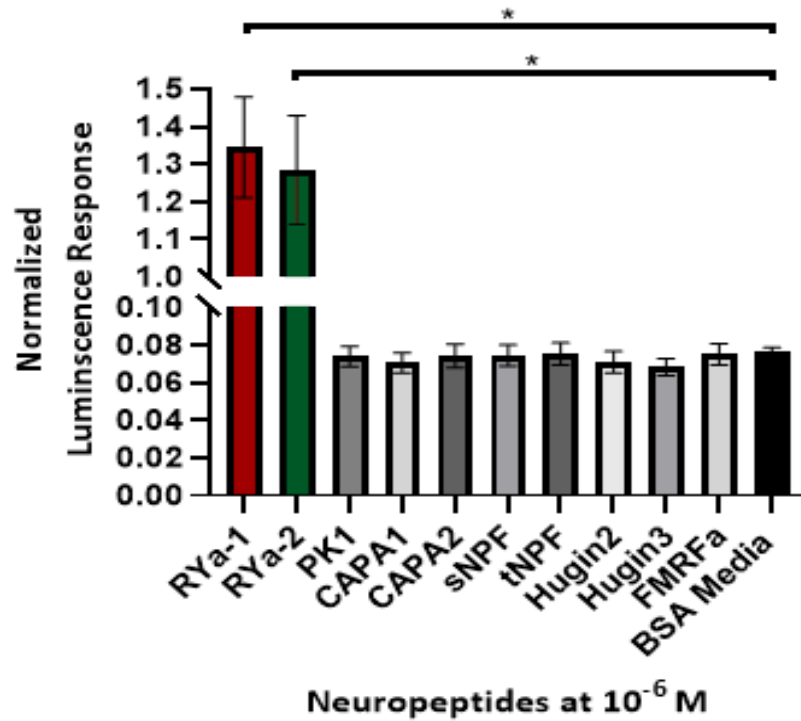 *
*
1.5
1.4
1.3
1.2
1.1
1.0
0.10
0.08
0.06
0.04
0.02
0.00
Normalized
Luminscence Response
RYa-1
RYa-2
PK1
CAPA1
CAPA2
sNPF
tNPF
Hugin2
Hugin3
FMRFa
BSA Media
Neuropeptides at 10⁻⁶ M